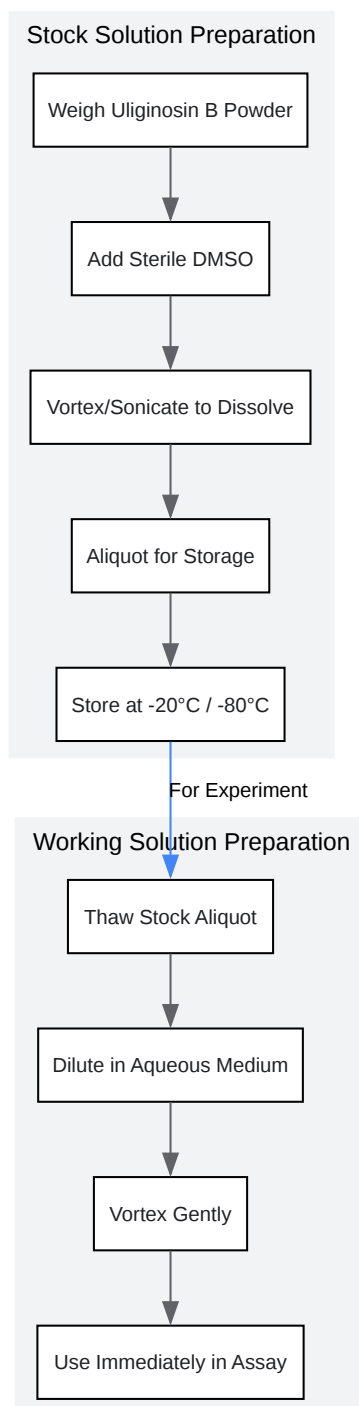 Stock Solution Preparation
Weigh Uliginosin B Powder
Add Sterile DMSO
Vortex/Sonicate to Dissolve
Aliquot for Storage
Store at -20°C / -80°C
For Experiment
Working Solution Preparation
Thaw Stock Aliquot
Dilute in Aqueous Medium
Vortex Gently
Use Immediately in Assay